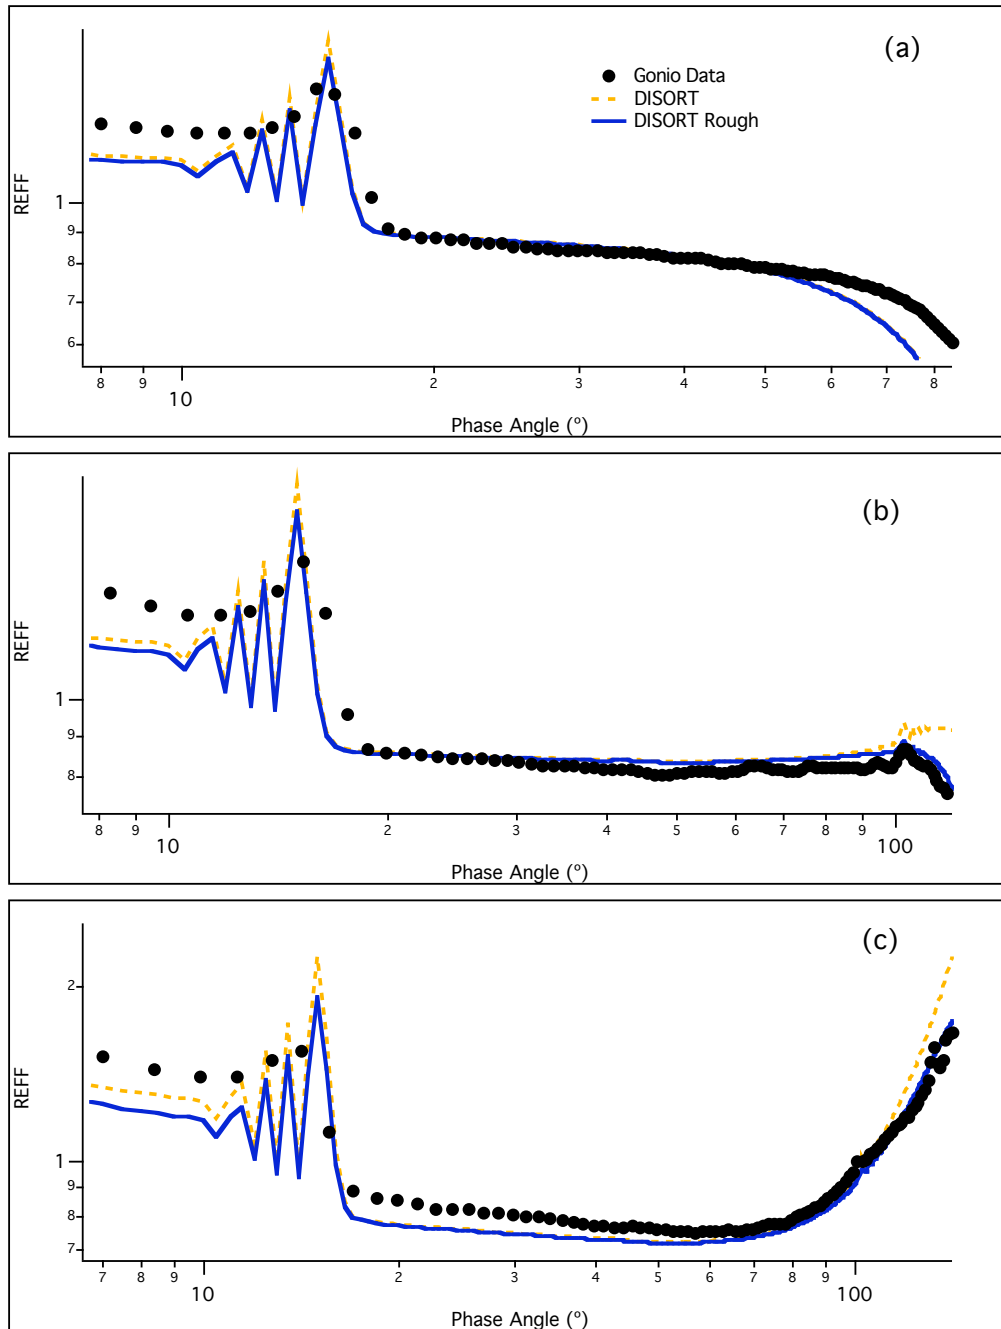 (a)
Gonio Data
DISORT
DISORT Rough
REFF
1
9
8
7
6
8 9 10 2 3 4 5 6 7 8
Phase Angle (º)
(b)
REFF
1
9
8
8 9 10 2 3 4 5 6 7 8 9 100
Phase Angle (º)
(c)
REFF
2
1
9
8
7
7 8 9 10 2 3 4 5 6 7 8 9 100
Phase Angle (º)